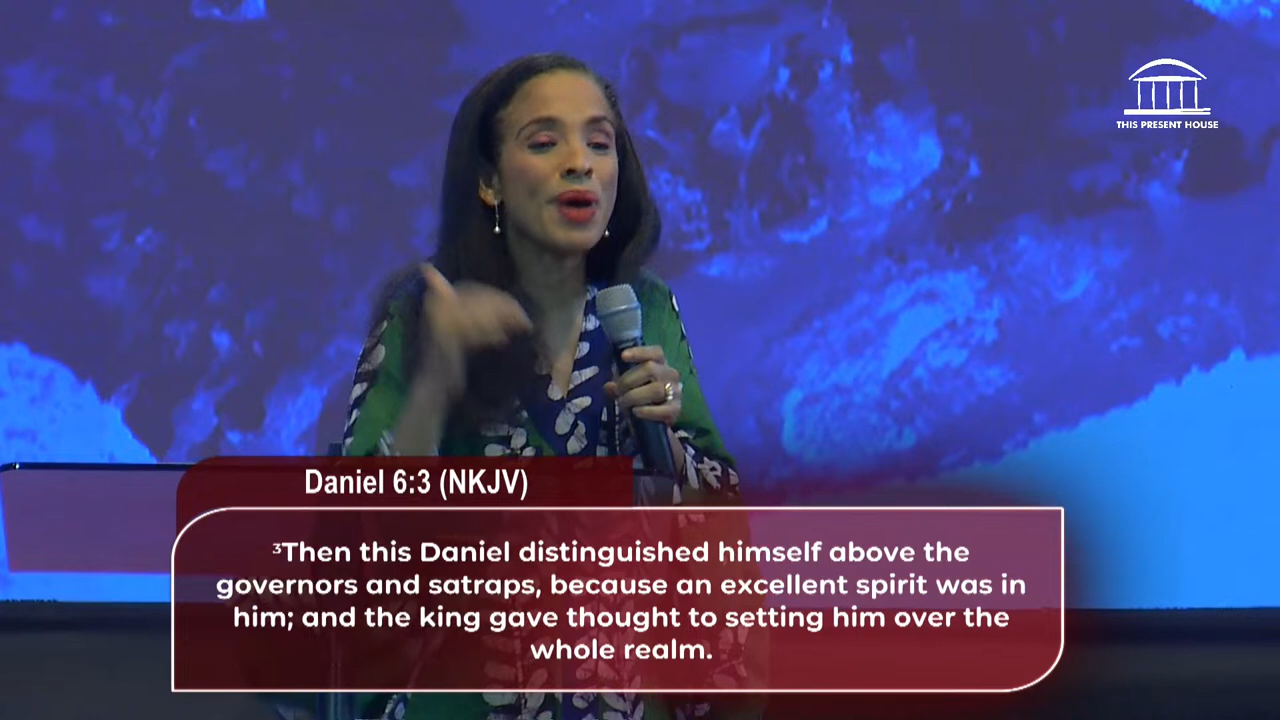 THIS PRESENT HOUSE
Daniel 6:3 (NKJV)
³Then this Daniel distinguished himself above the
governors and satraps, because an excellent spirit was in
him; and the king gave thought to setting him over the
whole realm.